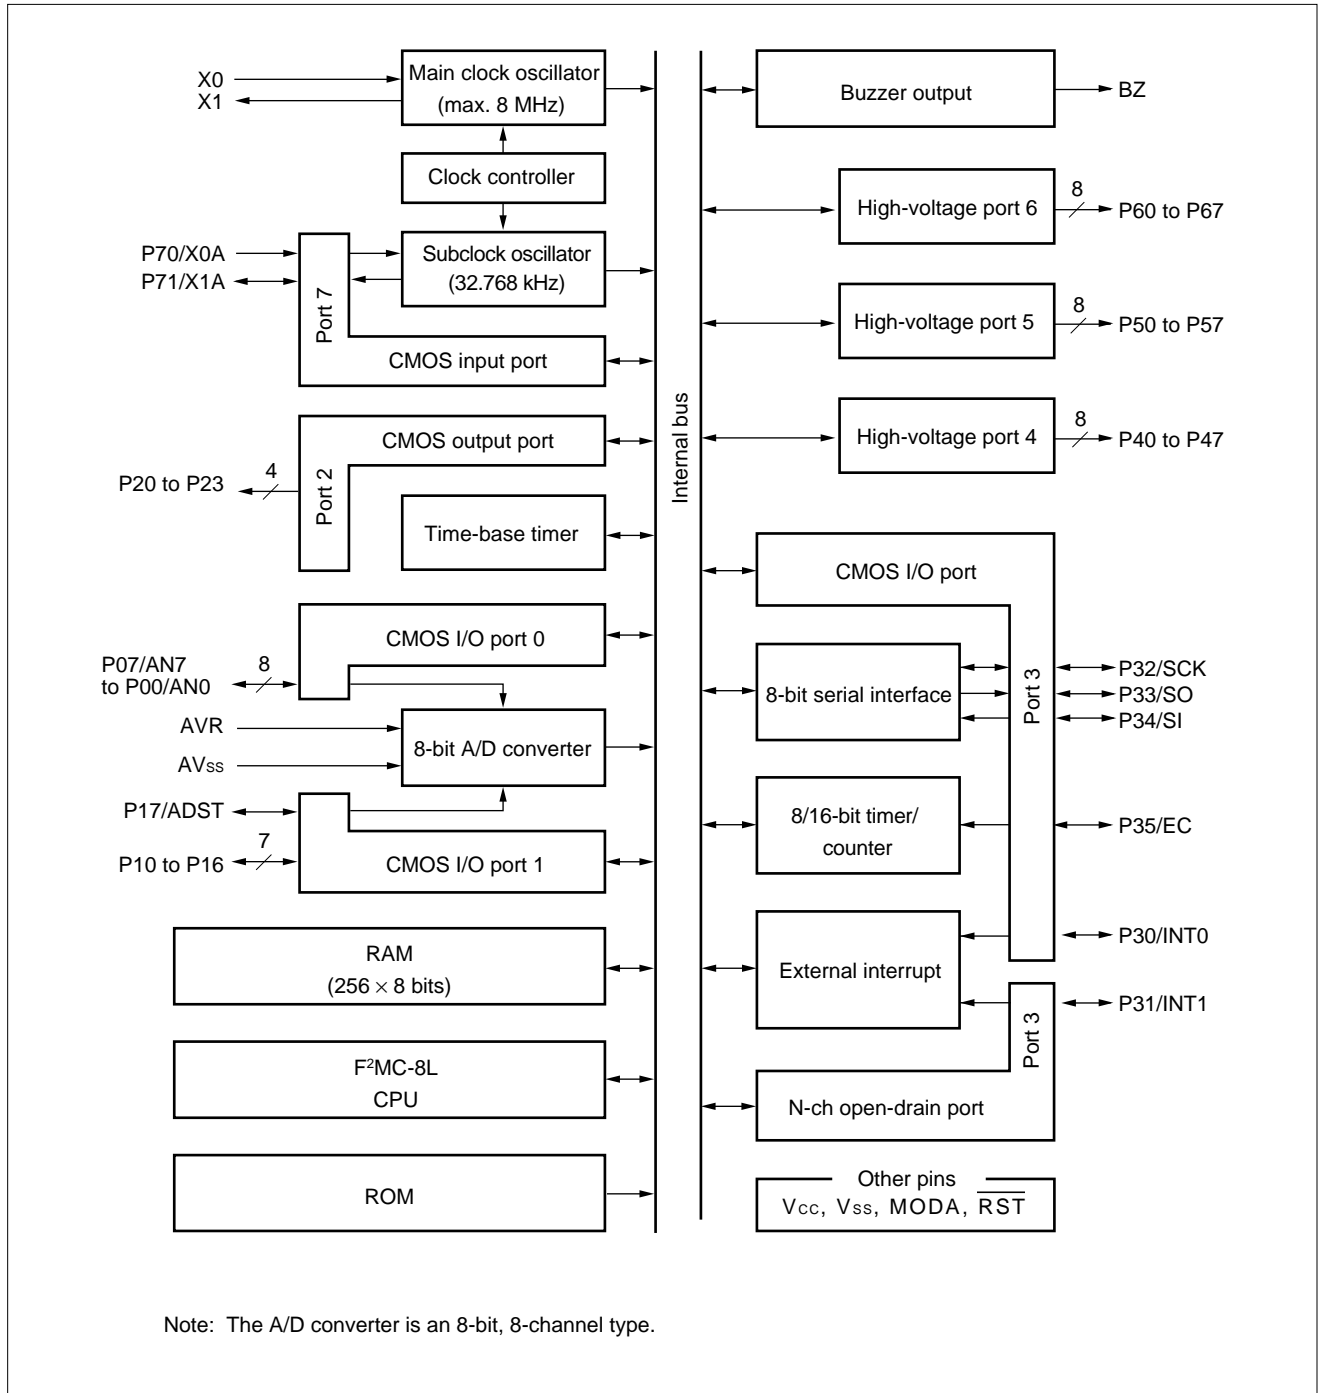 X0
X1
Main clock oscillator
(max. 8 MHz)
Clock controller
P70/X0A
P71/X1A
Subclock oscillator
(32.768 kHz)
Port 7
CMOS input port
CMOS output port
P20 to P23
4
Port 2
Time-base timer
CMOS I/O port 0
P07/AN7
to P00/AN0
8
AVR
AVss
8-bit A/D converter
P17/ADST
P10 to P16
7
CMOS I/O port 1
RAM
(256 × 8 bits)
F²MC-8L
CPU
ROM
Internal bus
Buzzer output
BZ
High-voltage port 6
8
P60 to P67
High-voltage port 5
8
P50 to P57
High-voltage port 4
8
P40 to P47
CMOS I/O port
Port 3
8-bit serial interface
P32/SCK
P33/SO
P34/SI
8/16-bit timer/
counter
P35/EC
External interrupt
P30/INT0
P31/INT1
Port 3
N-ch open-drain port
Other pins
Vcc, Vss, MODA, R̅S̅T̅
Note: The A/D converter is an 8-bit, 8-channel type.